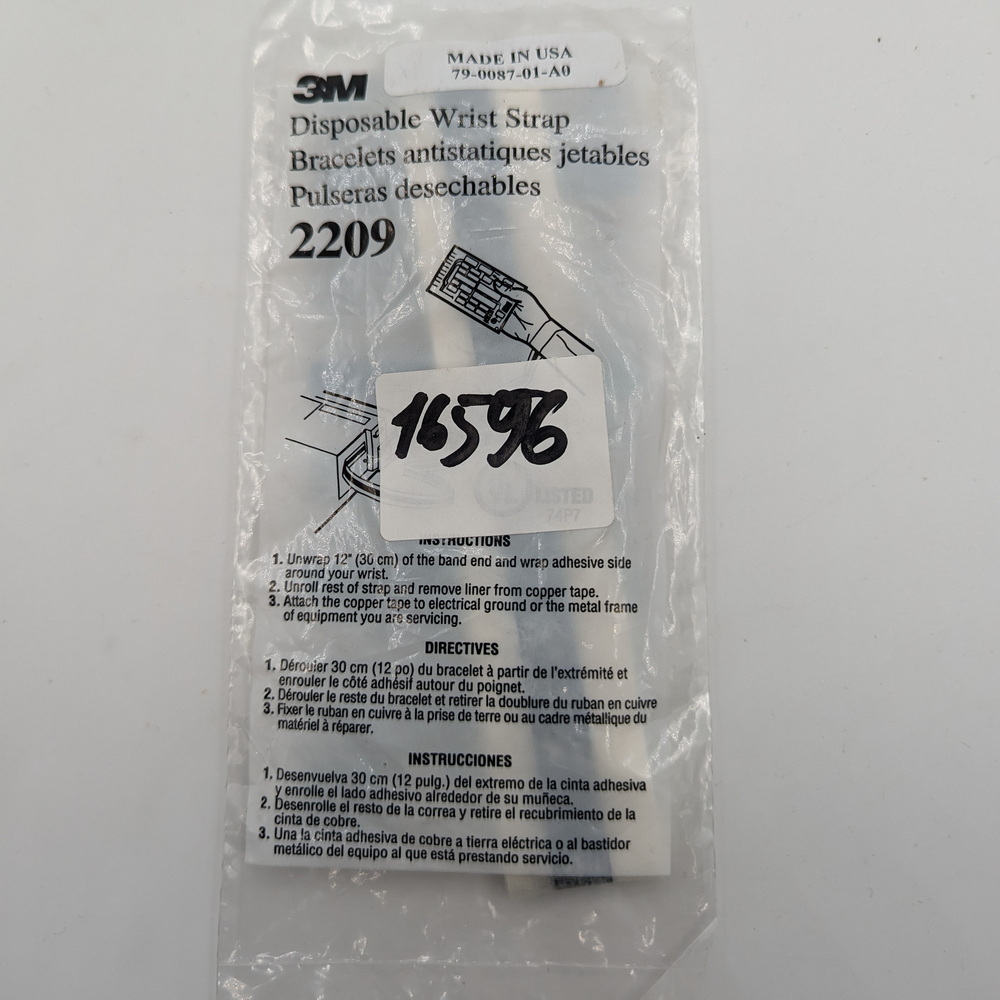 MADE IN USA
79-0087-01-A0
3M
Disposable Wrist Strap
Bracelets antistatiques jetables
Pulseras desechables
2209
16596
UL LISTED
74P7
INSTRUCTIONS
1. Unwrap 12" (30 cm) of the band end and wrap adhesive side
around your wrist.
2. Unroll rest of strap and remove liner from copper tape.
3. Attach the copper tape to electrical ground or the metal frame
of equipment you are servicing.
DIRECTIVES
1. Dérouler 30 cm (12 po) du bracelet à partir de l'extrémité et
enrouler le côté adhésif autour du poignet.
2. Dérouler le reste du bracelet et retirer la doublure du ruban en cuivre
3. Fixer le ruban en cuivre à la prise de terre ou au cadre métallique du
matériel à réparer.
INSTRUCCIONES
1. Desenvuelva 30 cm (12 pulg.) del extremo de la cinta adhesiva
y enrolle el lado adhesivo alrededor de su muñeca.
2. Desenrolle el resto de la correa y retire el recubrimiento de la
cinta de cobre.
3. Una la cinta adhesiva de cobre a tierra eléctrica o al bastidor
metálico del equipo al que está prestando servicio.